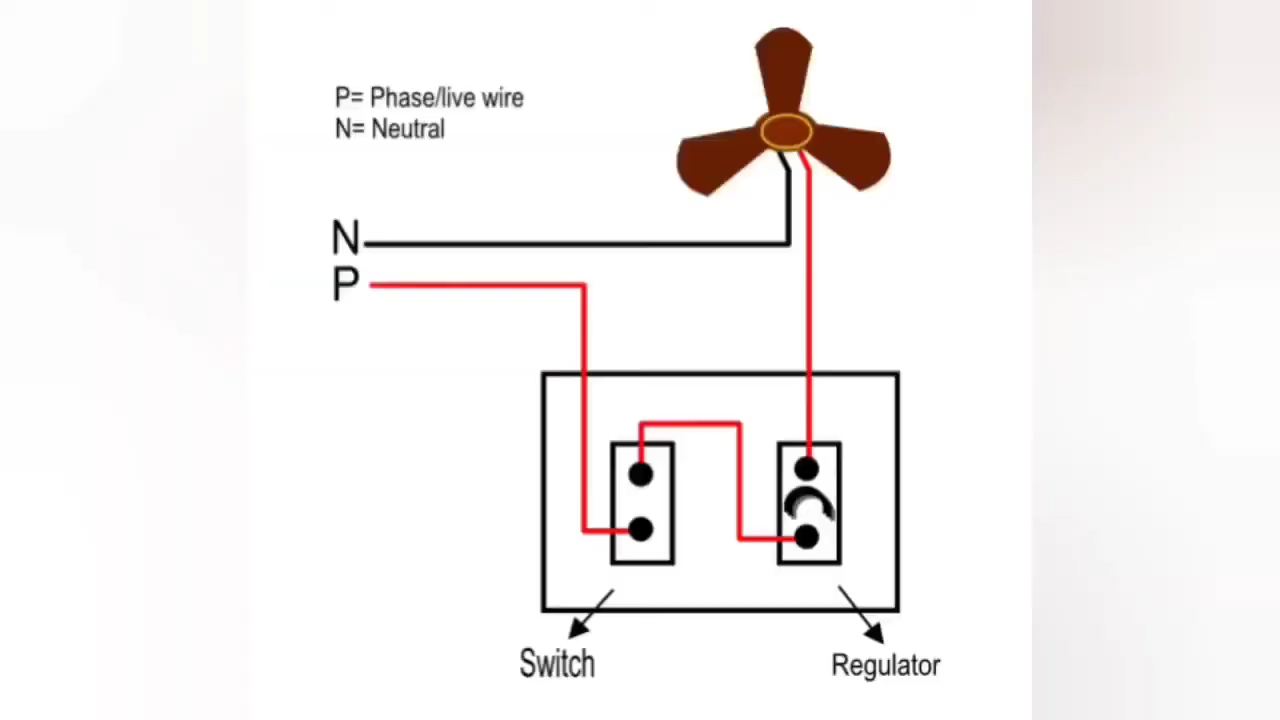 P= Phase/live wire
N= Neutral
N
P
Switch
Regulator